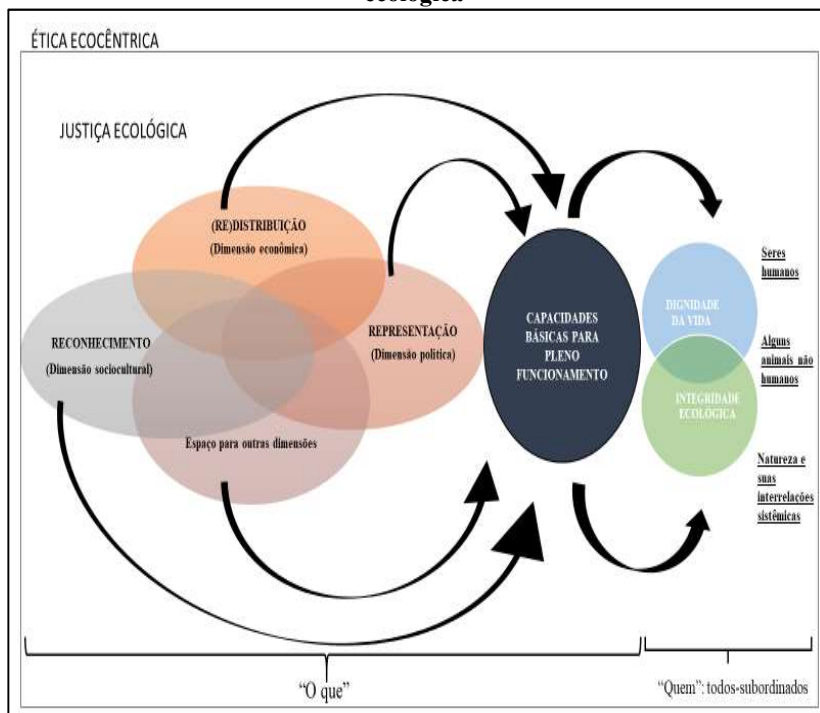 ecológica
ÉTICA ECOCÊNTRICA
JUSTIÇA ECOLÓGICA
(RE)DISTRIBUIÇÃO
(Dimensão econômica)
RECONHECIMENTO
(Dimensão sociocultural)
REPRESENTAÇÃO
(Dimensão política)
Espaço para outras dimensões
CAPACIDADES
BÁSICAS PARA
PLENO
FUNCIONAMENTO
DIGNIDADE
DA VIDA
INTEGRIDADE
ECOLÓGICA
Seres
humanos
Alguns
animais não
humanos
Natureza e
suas
interrelações
sistêmicas
“O que”
“Quem”: todos-subordinados